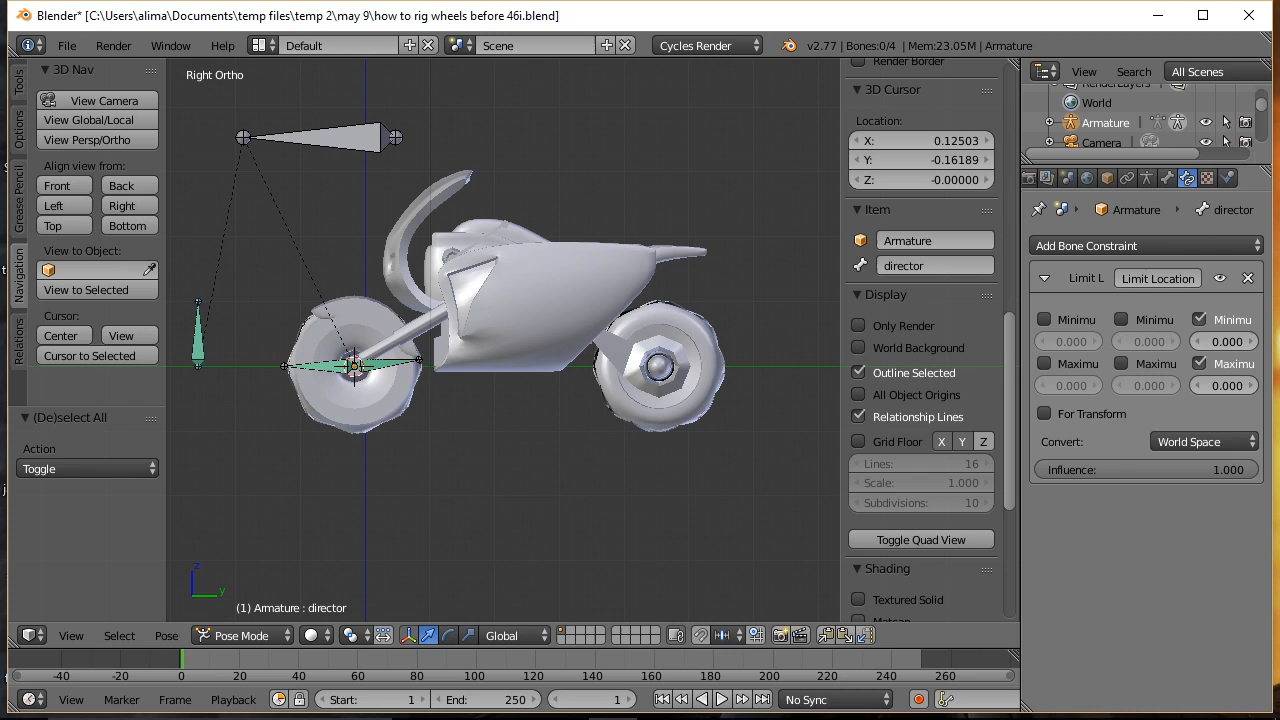 Blender* [C:\Users\alima\Documents\temp files\temp 2\may 9\how to rig wheels before 46i.blend]
File Render Window Help Default Scene Cycles Render v2.77 | Bones:0/4 | Mem:23.05M | Armature
Tools
Options
Grease Pencil
Navigation
Relations
3D Nav
View Camera
View Global/Local
View Persp/Ortho
Align view from:
Front Back
Left Right
Top Bottom
View to Object:
View to Selected
Cursor:
Center View
Cursor to Selected
(De)select All
Action
Toggle
Right Ortho
z
y
(1) Armature : director
Render Border
3D Cursor
Location:
X: 0.12503
Y: -0.16189
Z: -0.00000
Item
Armature
director
Display
Only Render
World Background
Outline Selected
All Object Origins
Relationship Lines
Grid Floor X Y Z
Lines: 16
Scale: 1.000
Subdivisions: 10
Toggle Quad View
Shading
Textured Solid
View Search All Scenes
RenderLayers
World
Armature
Camera
Armature director
Add Bone Constraint
Limit L Limit Location
Minimu Minimu Minimu
0.000 0.000 0.000
Maximu Maximu Maximu
0.000 0.000 0.000
For Transform
Convert: World Space
Influence: 1.000
View Select Pose Pose Mode Global
-40 -20 0 20 40 60 80 100 120 140 160 180 200 220 240 260
View Marker Frame Playback Start: 1 End: 250 1 No Sync